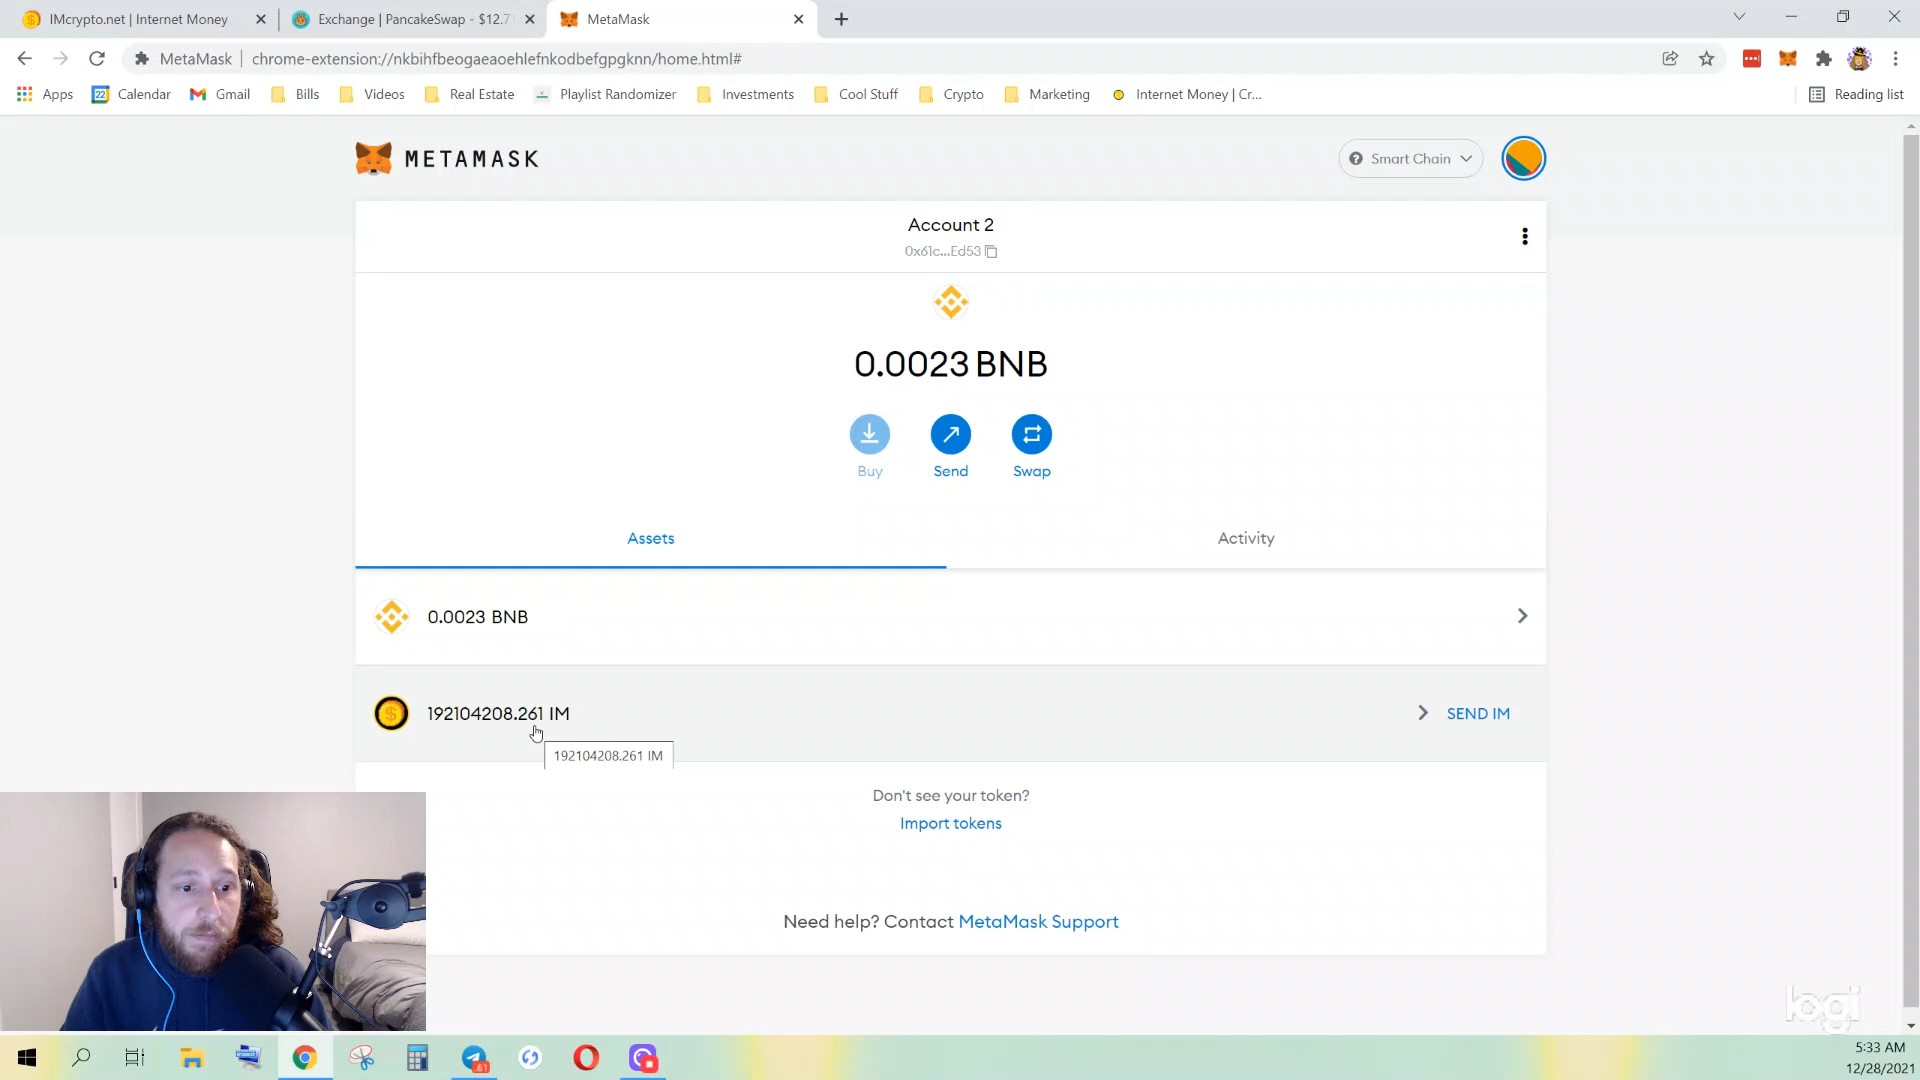 IMcrypto.net | Internet Money
Exchange | PancakeSwap - $12.7
MetaMask
MetaMask
chrome-extension://nkbihfbeogaeaoehlefnkodbefgpgknn/home.html#
Apps
22
Calendar
Gmail
Bills
Videos
Real Estate
Playlist Randomizer
Investments
Cool Stuff
Crypto
Marketing
Internet Money | Cr...
Reading list
METAMASK
Smart Chain
Account 2
0x61c...Ed53
0.0023 BNB
Buy
Send
Swap
Assets
Activity
0.0023 BNB
192104208.261 IM
SEND IM
192104208.261 IM
Don't see your token?
Import tokens
Need help? Contact MetaMask Support
logi
61
5:33 AM
12/28/2021